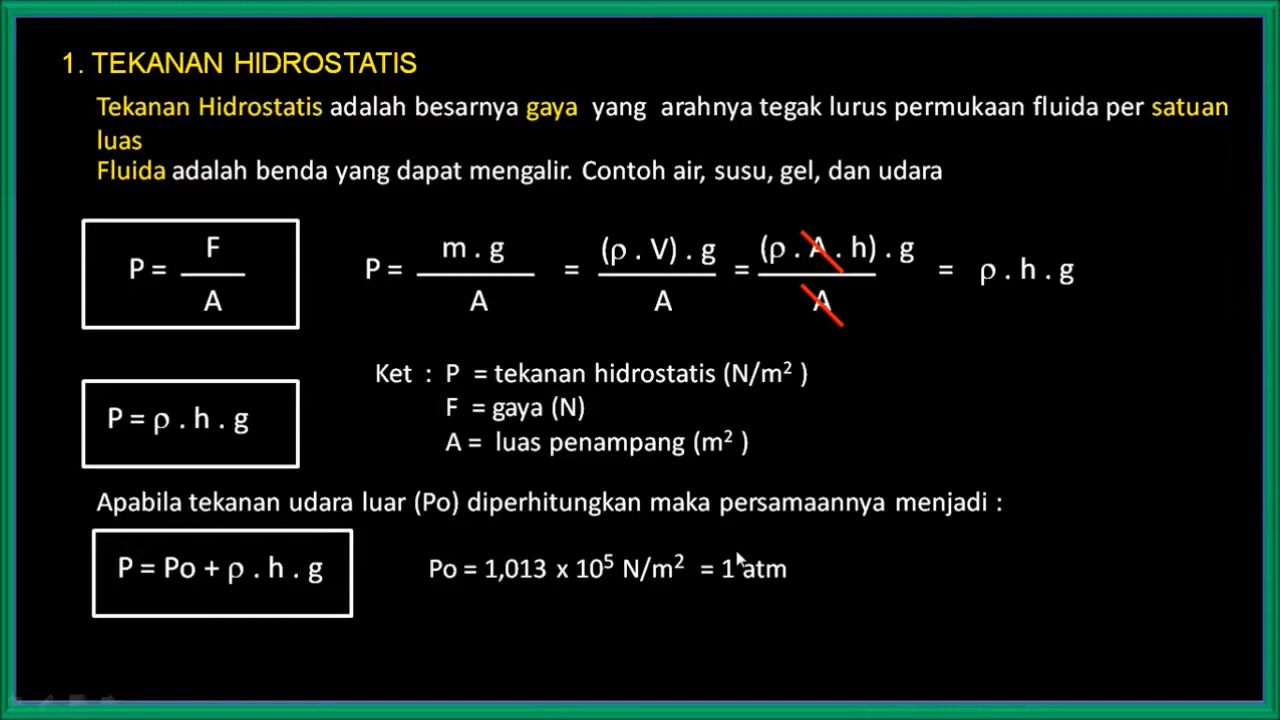 1. TEKANAN HIDROSTATIS
Tekanan Hidrostatis adalah besarnya gaya yang arahnya tegak lurus permukaan fluida per satuan
luas
Fluida adalah benda yang dapat mengalir. Contoh air, susu, gel, dan udara
P = F / A
P = m . g / A = (ρ . V) . g / A = (ρ . A . h) . g / A = ρ . h . g
Ket : P = tekanan hidrostatis (N/m² )
F = gaya (N)
P = ρ . h . g
A = luas penampang (m² )
Apabila tekanan udara luar (Po) diperhitungkan maka persamaannya menjadi :
P = Po + ρ . h . g Po = 1,013 x 10⁵ N/m² = 1 atm